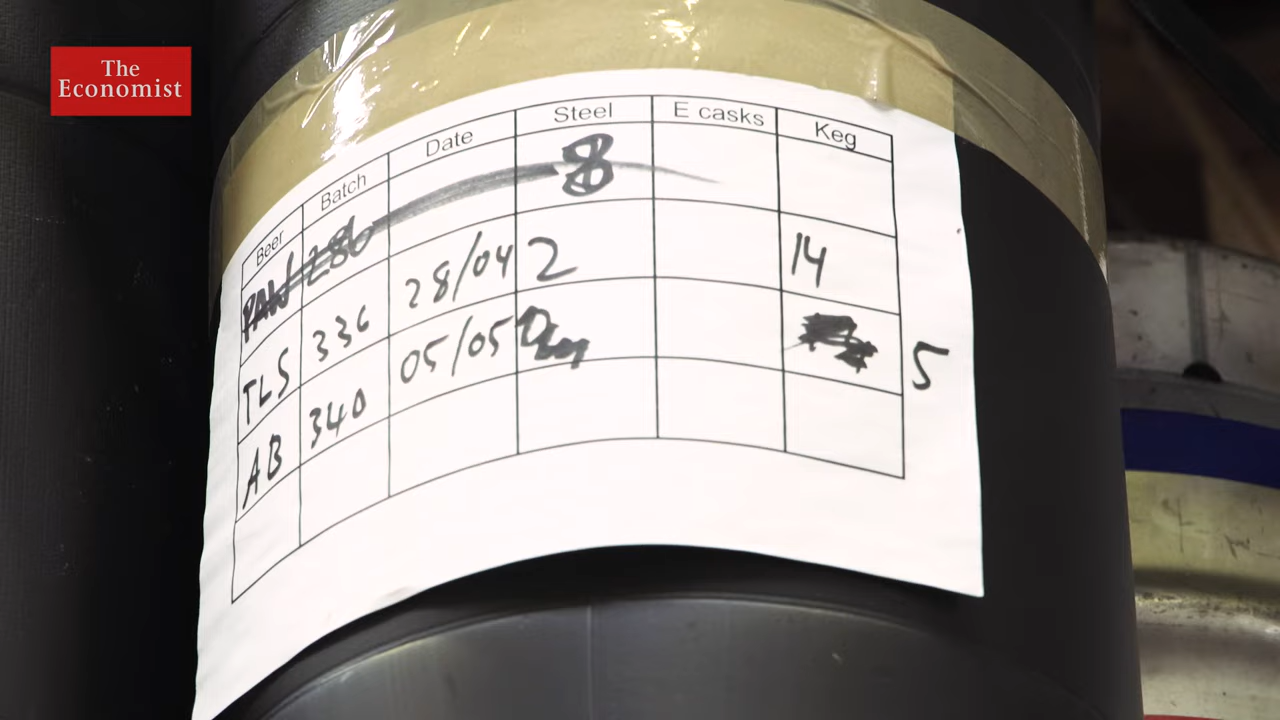 The
Economist
Beer Batch Date Steel E casks Keg
PAW 286 8
TLS 336 28/04 2 14
AB 340 05/05 5